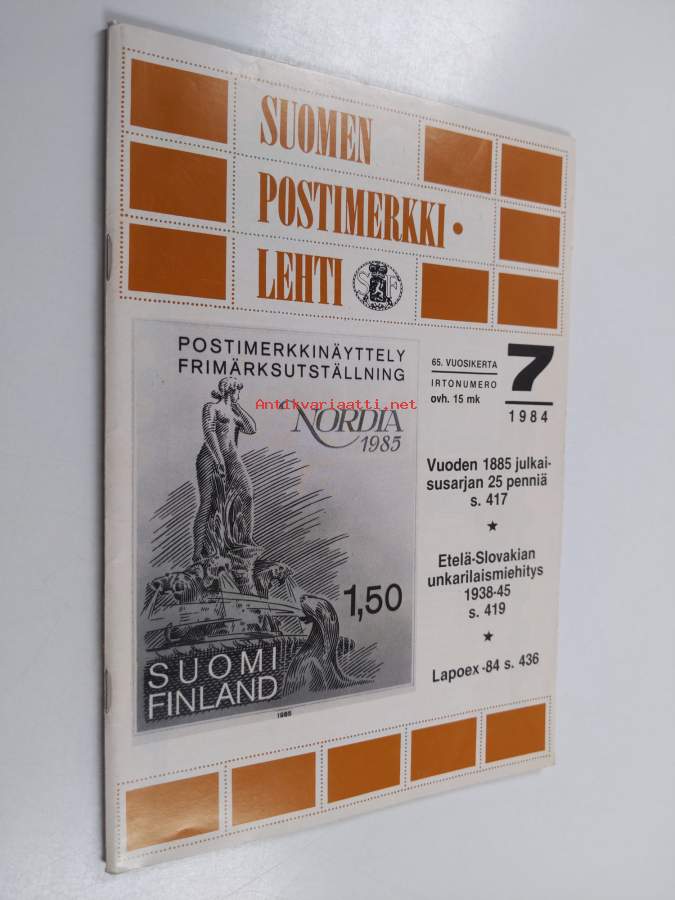 SUOMEN
POSTIMERKKI •
LEHTI
S F
POSTIMERKKINÄYTTELY
FRIMÄRKSUTSTÄLLNING
NORDIA
1985
1,50
SUOMI
FINLAND
1985
65. VUOSIKERTA
IRTONUMERO
ovh. 15 mk
7
1984
Vuoden 1885 julkai-
susarjan 25 penniä
s. 417
★
Etelä-Slovakian
unkarilaismiehitys
1938-45
s. 419
★
Lapoex -84 s. 436
Antikvariaatti.net